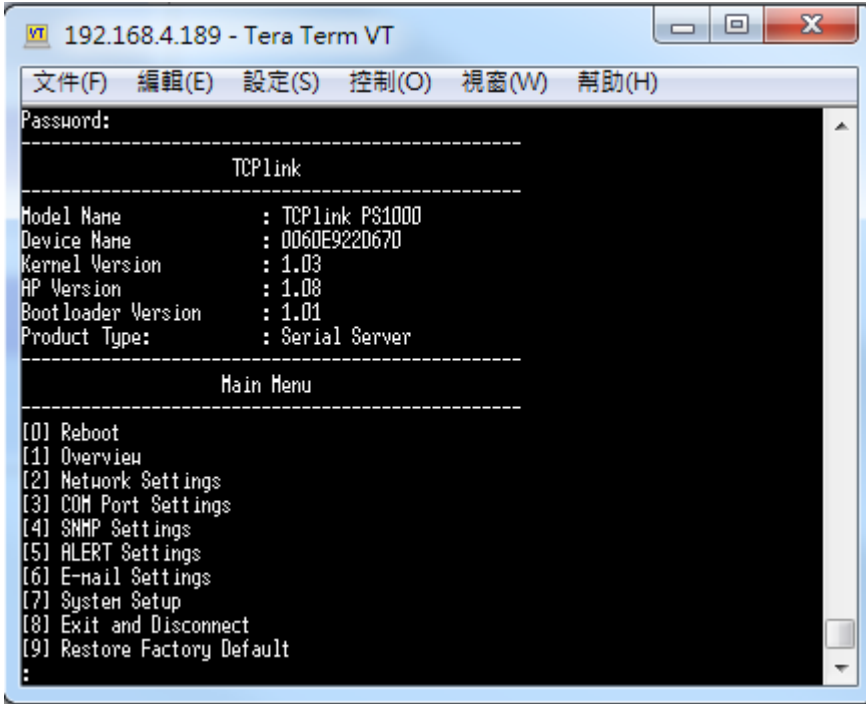 192.168.4.189 - Tera Term VT
文件(F) 編輯(E) 設定(S) 控制(O) 視窗(W) 幫助(H)
Password:
--------------------------------------------------
TCPlink
--------------------------------------------------
Model Name : TCPlink PS1000
Device Name : 0060E922D670
Kernel Version : 1.03
AP Version : 1.08
Bootloader Version : 1.01
Product Type: : Serial Server
--------------------------------------------------
Main Menu
--------------------------------------------------
[0] Reboot
[1] Overview
[2] Network Settings
[3] COM Port Settings
[4] SNMP Settings
[5] ALERT Settings
[6] E-mail Settings
[7] System Setup
[8] Exit and Disconnect
[9] Restore Factory Default
: